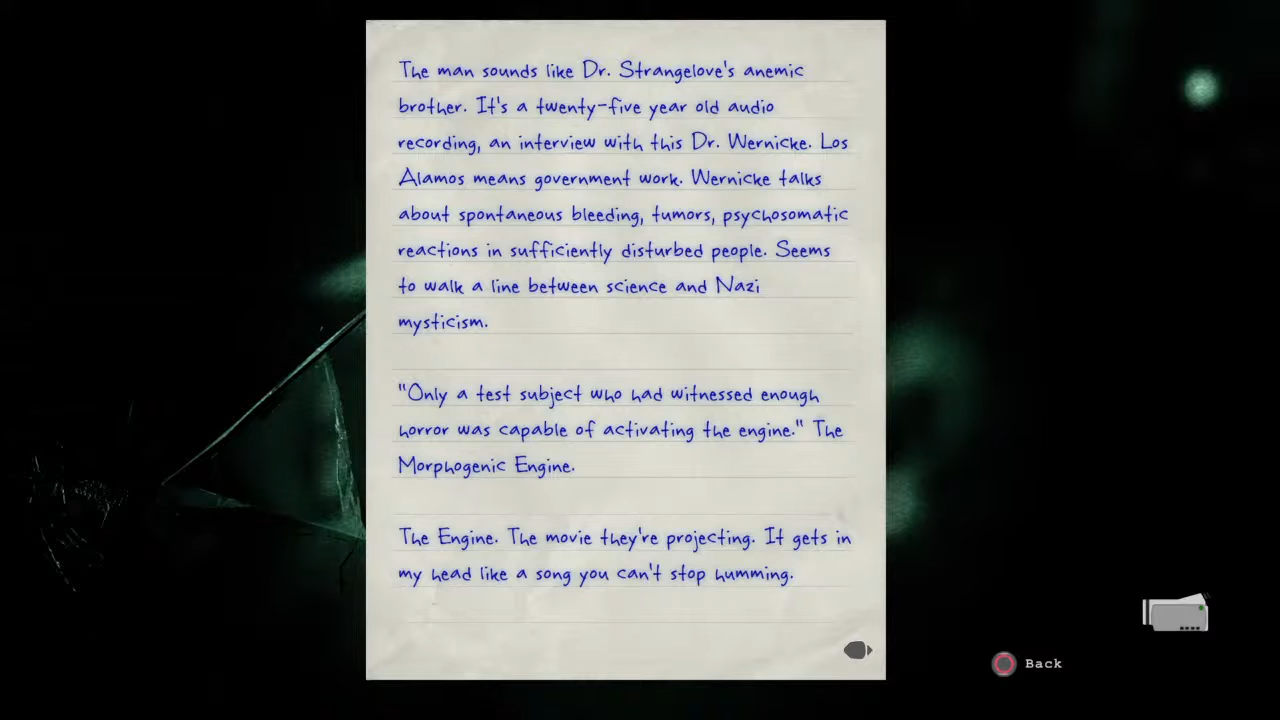 The man sounds like Dr. Strangelove's anemic
brother. It's a twenty-five year old audio
recording, an interview with this Dr. Wernicke. Los
Alamos means government work. Wernicke talks
about spontaneous bleeding, tumors, psychosomatic
reactions in sufficiently disturbed people. Seems
to walk a line between science and Nazi
mysticism.
"Only a test subject who had witnessed enough
horror was capable of activating the engine." The
Morphogenic Engine.
The Engine. The movie they're projecting. It gets in
my head like a song you can't stop humming.
Back